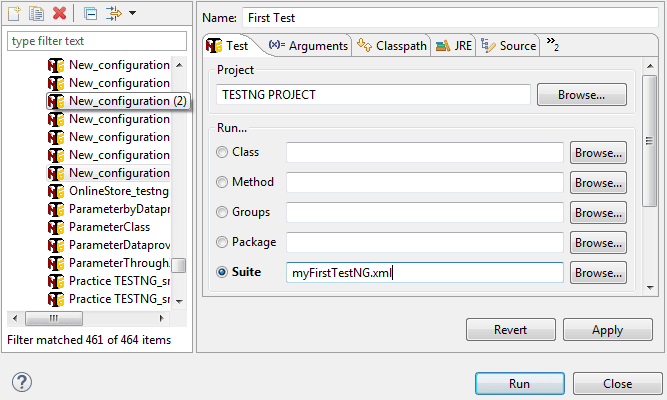 type filter text
New_configuration
New_configuration
New_configuration (2)
New_configuration
New_configuration
New_configuration
New_configuration
OnlineStore_testng
ParameterbyDatapr
ParameterClass
ParameterDataprov
ParameterThrough.
Practice TESTNG_sr
Practice TESTNG_sr
Filter matched 461 of 464 items
Name: First Test
Test (x)= Arguments Classpath JRE Source »2
Project
TESTNG PROJECT Browse...
Run...
Class Browse...
Method Browse...
Groups Browse...
Package Browse...
Suite myFirstTestNG.xml Browse...
Revert Apply
? Run Close